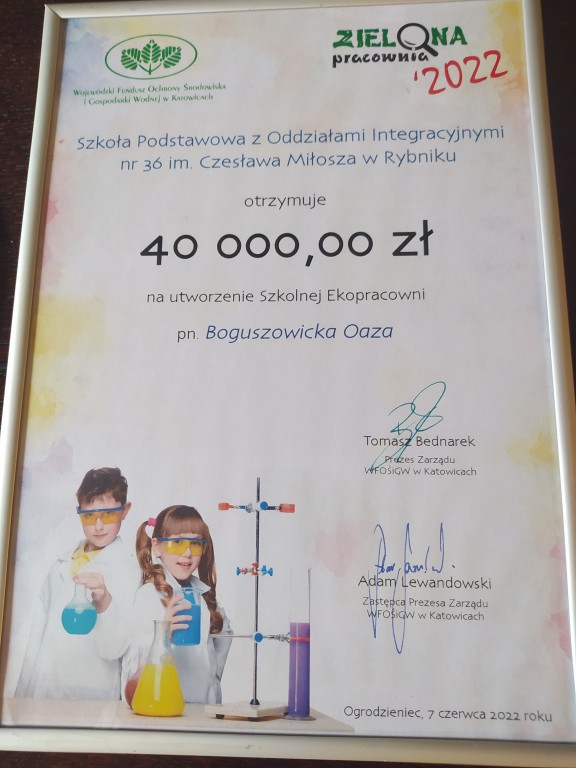 Wojewódzki Fundusz Ochrony Środowiska
i Gospodarki Wodnej w Katowicach
ZIELONA
pracownia
'2022
Szkoła Podstawowa z Oddziałami Integracyjnymi
nr 36 im. Czesława Miłosza w Rybniku
otrzymuje
40 000,00 zł
na utworzenie Szkolnej Ekopracowni
pn. Boguszowicka Oaza
Tomasz Bednarek
Prezes Zarządu
WFOŚiGW w Katowicach
Adam Lewandowski
Zastępca Prezesa Zarządu
WFOŚiGW w Katowicach
Ogrodzieniec, 7 czerwca 2022 roku